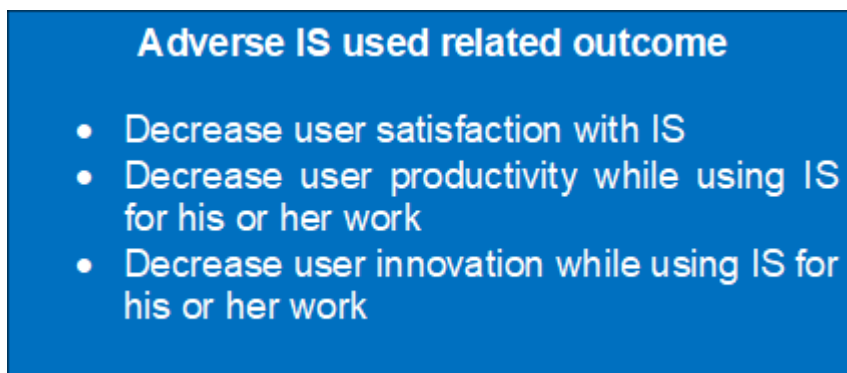 Adverse IS used related outcome
• Decrease user satisfaction with IS
• Decrease user productivity while using IS
for his or her work
• Decrease user innovation while using IS for
his or her work